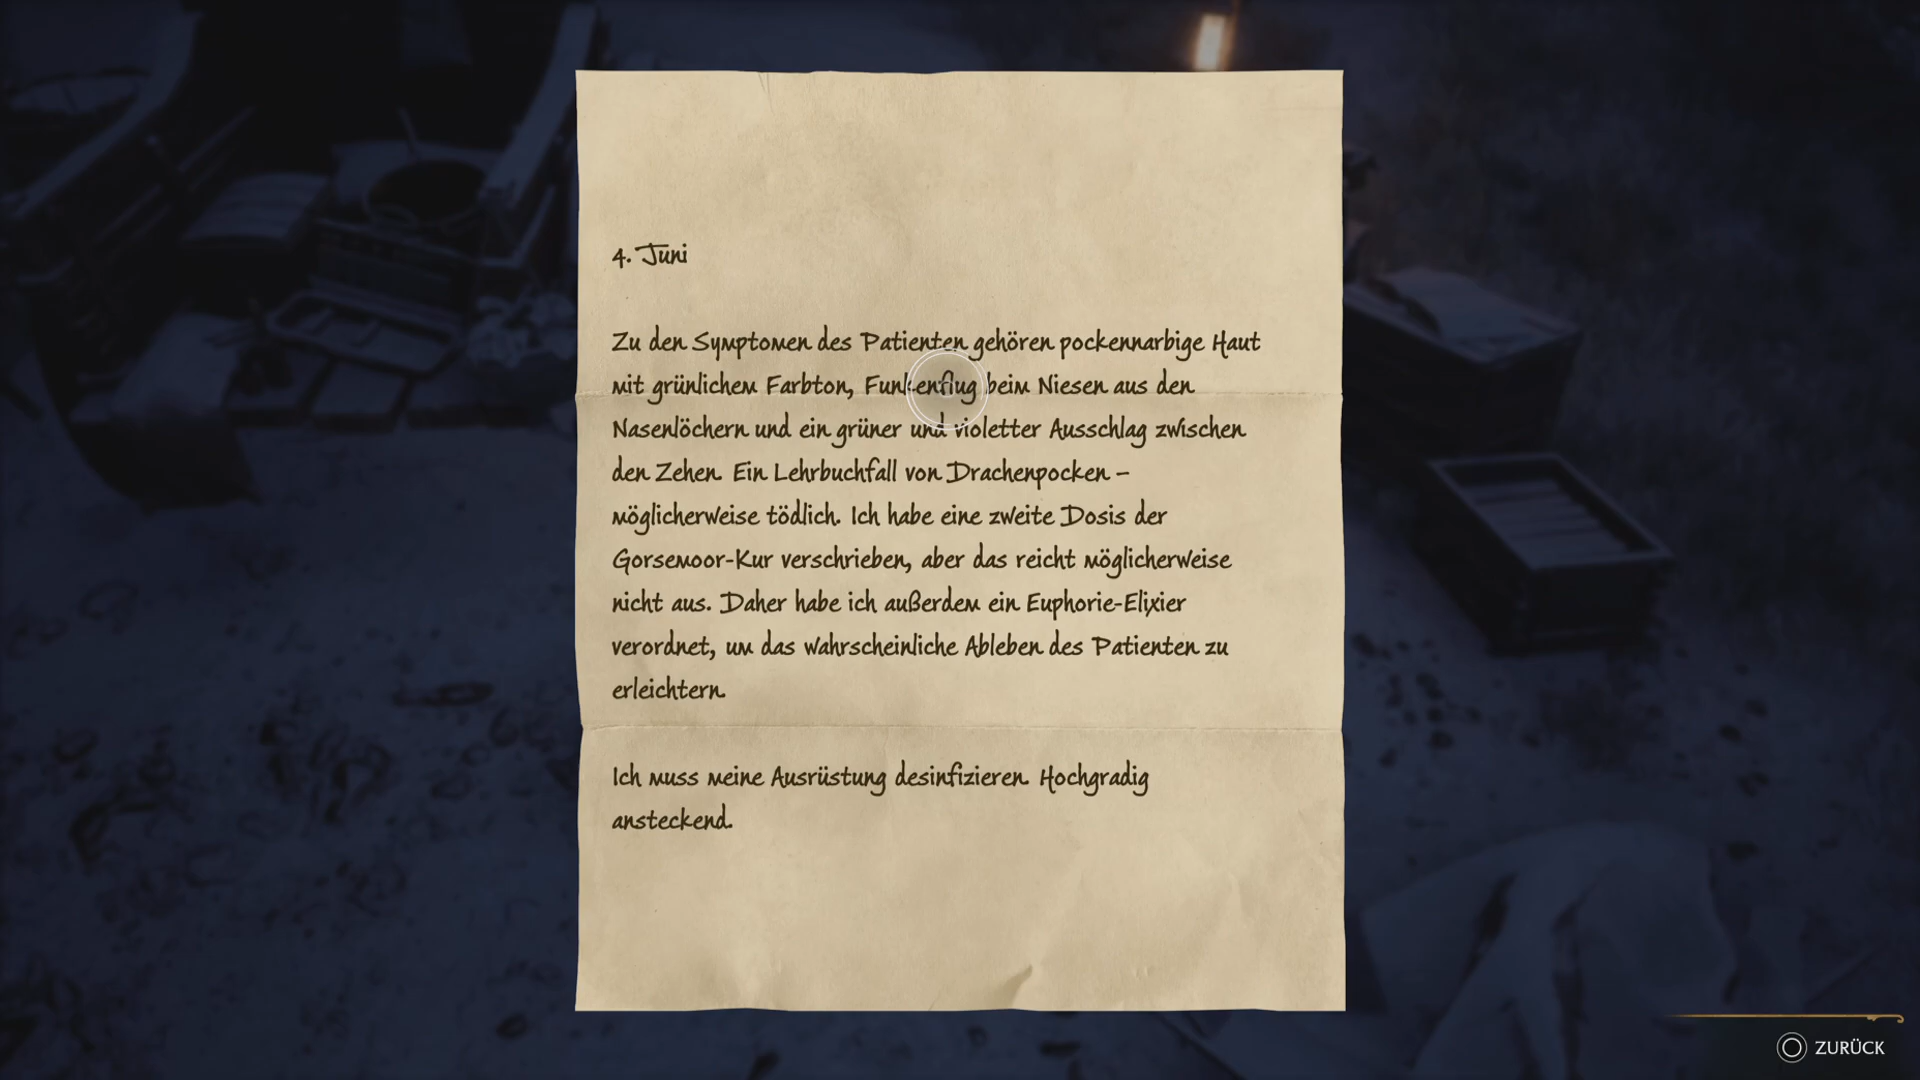 4. Juni
Zu den Symptomen des Patienten gehören pockennarbige Haut
mit grünlichem Farbton, Funkenflug beim Niesen aus den
Nasenlöchern und ein grüner und violetter Ausschlag zwischen
den Zehen. Ein Lehrbuchfall von Drachenpocken –
möglicherweise tödlich. Ich habe eine zweite Dosis der
Gorsemoor-Kur verschrieben, aber das reicht möglicherweise
nicht aus. Daher habe ich außerdem ein Euphorie-Elixier
verordnet, um das wahrscheinliche Ableben des Patienten zu
erleichtern.
Ich muss meine Ausrüstung desinfizieren. Hochgradig
ansteckend.
ZURÜCK